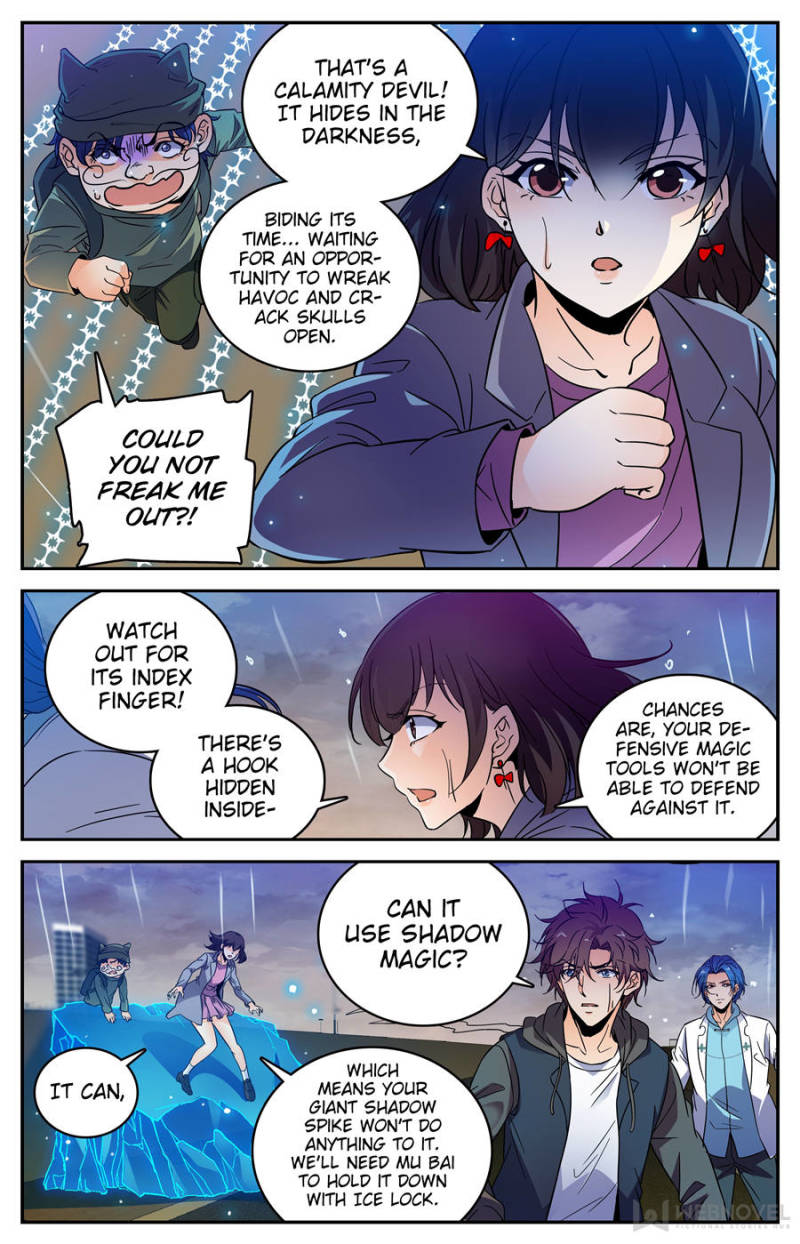 THAT'S A
CALAMITY DEVIL!
IT HIDES IN THE
DARKNESS,
BIDING ITS
TIME... WAITING
FOR AN OPPOR-
TUNITY TO WREAK
HAVOC AND CR-
ACK SKULLS
OPEN.
COULD
YOU NOT
FREAK ME
OUT?!
WATCH
OUT FOR
ITS INDEX
FINGER!
THERE'S
A HOOK
HIDDEN
INSIDE-
CHANCES
ARE, YOUR DE-
FENSIVE MAGIC
TOOLS WON'T BE
ABLE TO DEFEND
AGAINST IT.
CAN IT
USE SHADOW
MAGIC?
IT CAN,
WHICH
MEANS YOUR
GIANT SHADOW
SPIKE WON'T DO
ANYTHING TO IT.
WE'LL NEED MU BAI
TO HOLD IT DOWN
WITH ICE LOCK.
WEBNOVEL
FICTIONAL STORIES HUB